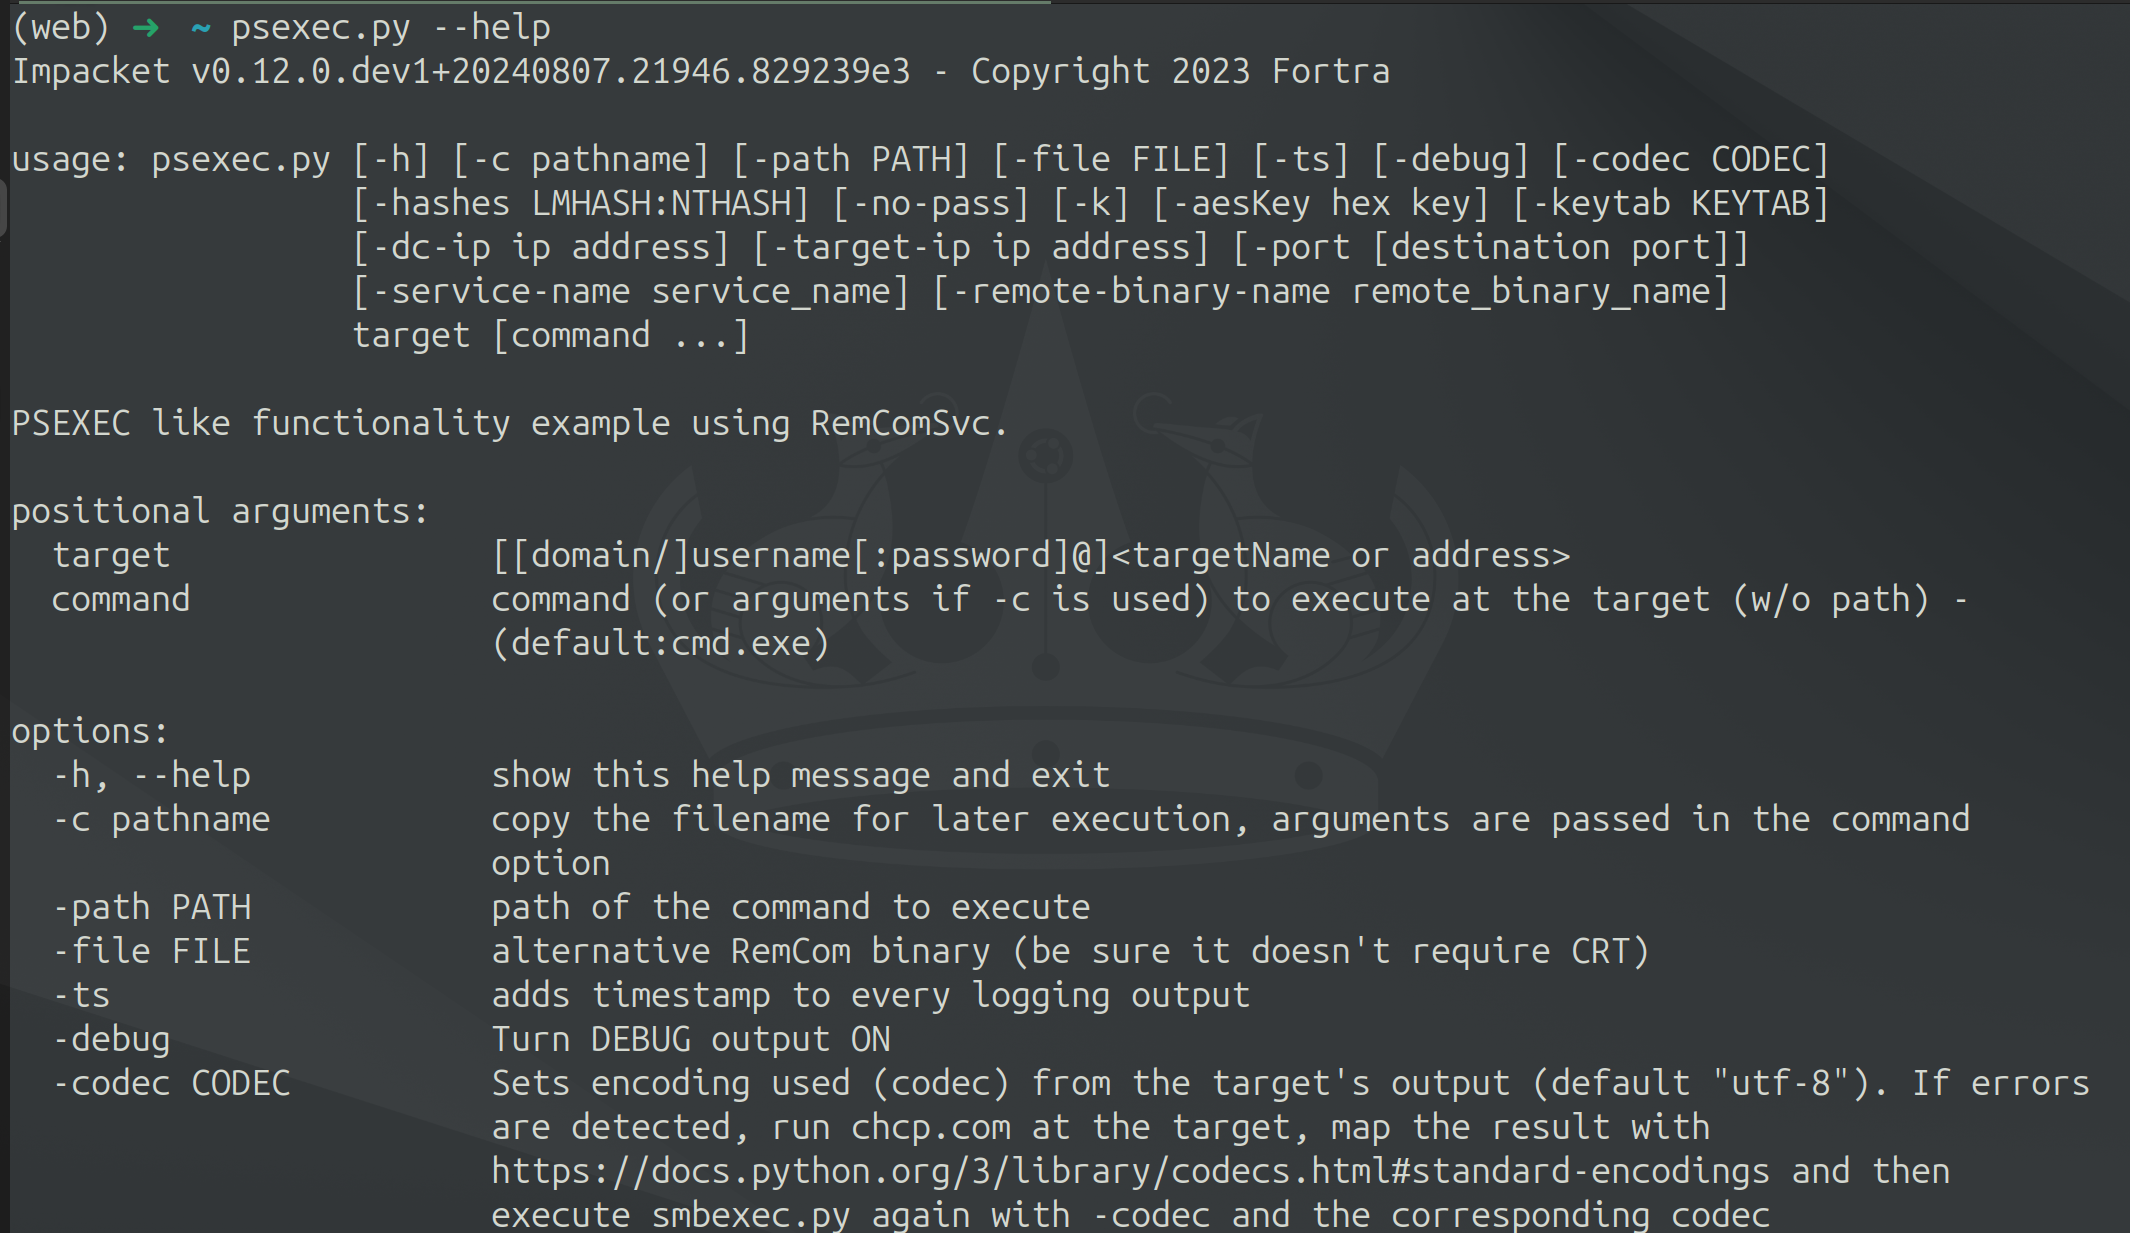 (web) ➜ ~ psexec.py --help
Impacket v0.12.0.dev1+20240807.21946.829239e3 - Copyright 2023 Fortra
usage: psexec.py [-h] [-c pathname] [-path PATH] [-file FILE] [-ts] [-debug] [-codec CODEC]
[-hashes LMHASH:NTHASH] [-no-pass] [-k] [-aesKey hex key] [-keytab KEYTAB]
[-dc-ip ip address] [-target-ip ip address] [-port [destination port]]
[-service-name service_name] [-remote-binary-name remote_binary_name]
target [command ...]
PSEXEC like functionality example using RemComSvc.
positional arguments:
target [[domain/]username[:password]@]<targetName or address>
command command (or arguments if -c is used) to execute at the target (w/o path) -
(default:cmd.exe)
options:
-h, --help show this help message and exit
-c pathname copy the filename for later execution, arguments are passed in the command
option
-path PATH path of the command to execute
-file FILE alternative RemCom binary (be sure it doesn't require CRT)
-ts adds timestamp to every logging output
-debug Turn DEBUG output ON
-codec CODEC Sets encoding used (codec) from the target's output (default "utf-8"). If errors
are detected, run chcp.com at the target, map the result with
https://docs.python.org/3/library/codecs.html#standard-encodings and then
execute smbexec.py again with -codec and the corresponding codec